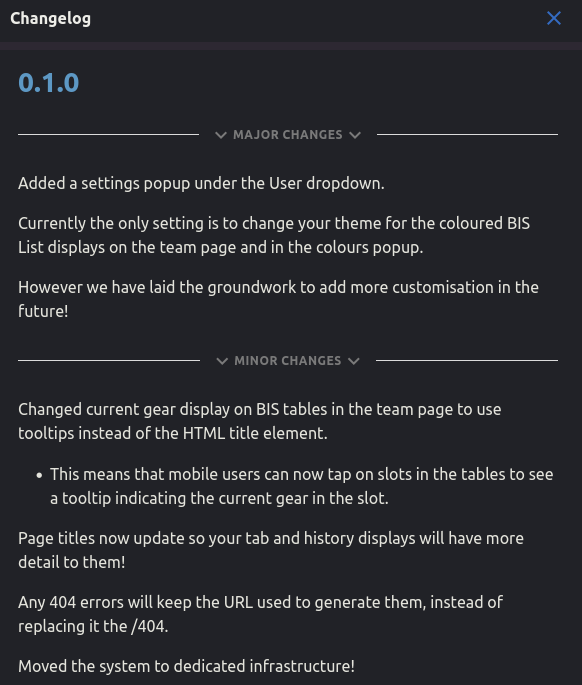 Changelog
0.1.0
MAJOR CHANGES
Added a settings popup under the User dropdown.
Currently the only setting is to change your theme for the coloured BIS
List displays on the team page and in the colours popup.
However we have laid the groundwork to add more customisation in the
future!
MINOR CHANGES
Changed current gear display on BIS tables in the team page to use
tooltips instead of the HTML title element.
• This means that mobile users can now tap on slots in the tables to see
a tooltip indicating the current gear in the slot.
Page titles now update so your tab and history displays will have more
detail to them!
Any 404 errors will keep the URL used to generate them, instead of
replacing it the /404.
Moved the system to dedicated infrastructure!